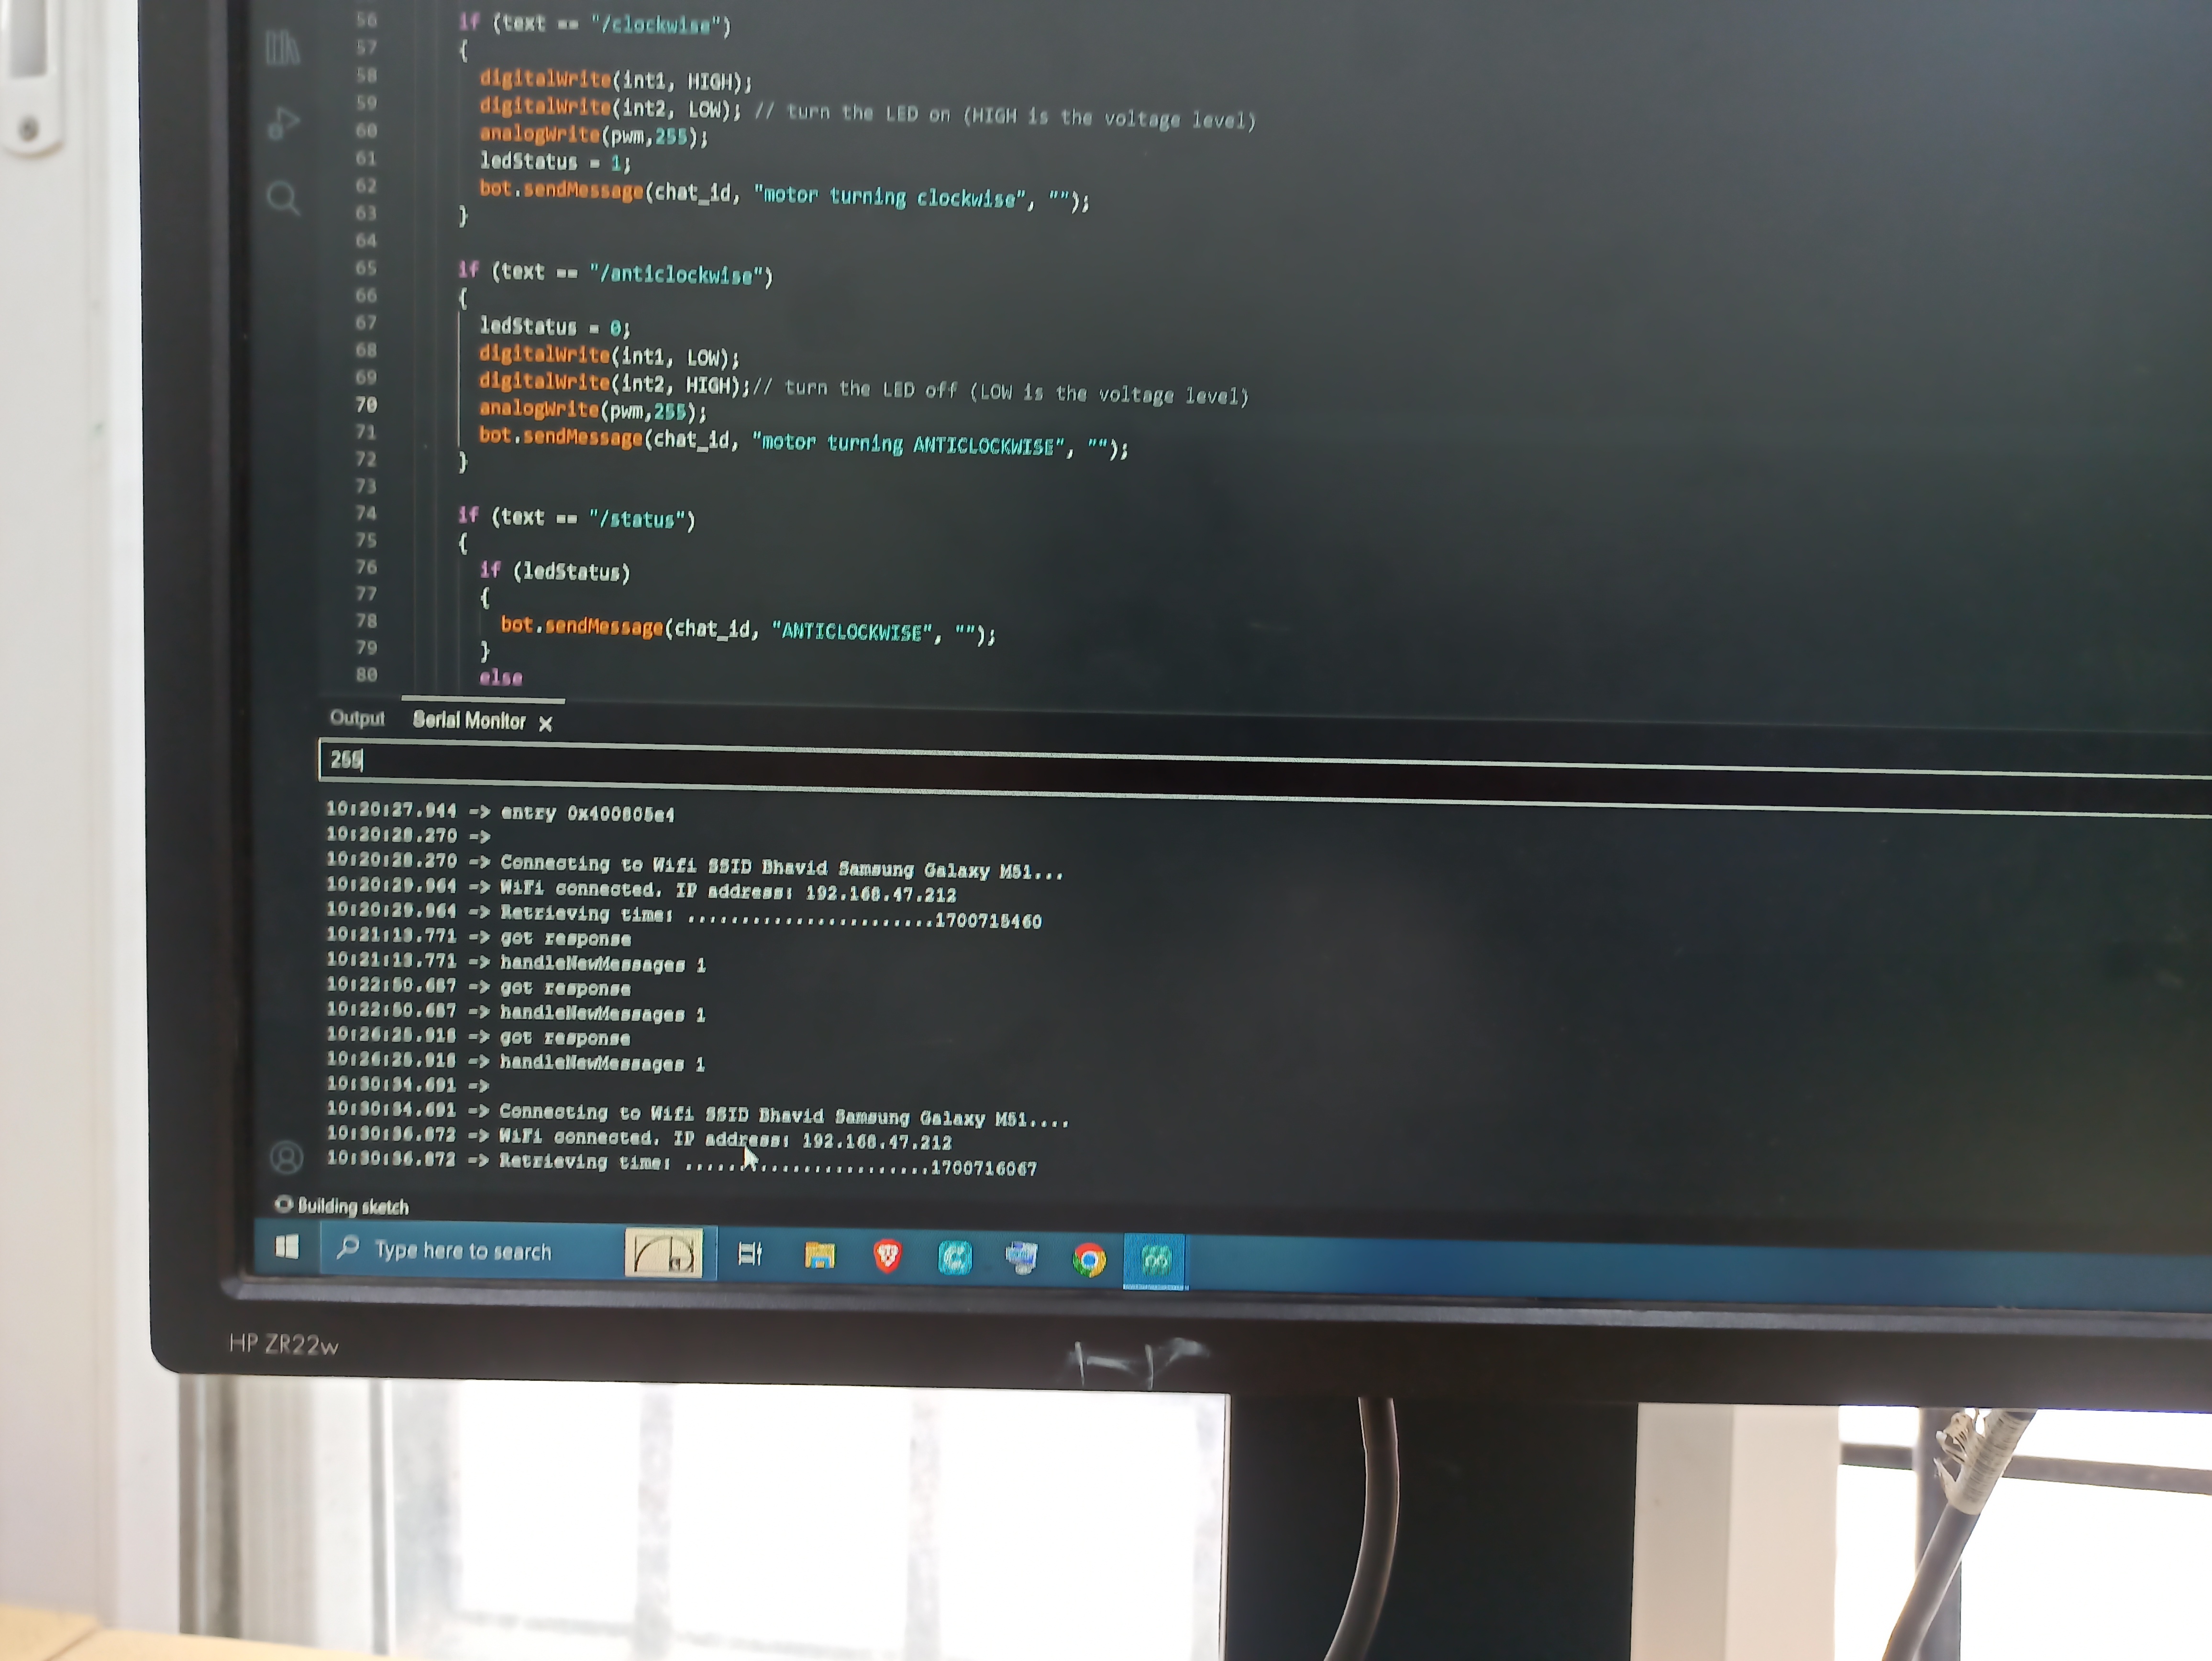 56 if (text == "/clockwise")
57 {
58 digitalWrite(int1, HIGH);
59 digitalWrite(int2, LOW); // turn the LED on (HIGH is the voltage level)
60 analogWrite(pwm,255);
61 ledStatus = 1;
62 bot.sendMessage(chat_id, "motor turning clockwise", "");
63 }
64
65 if (text == "/anticlockwise")
66 {
67 ledStatus = 0;
68 digitalWrite(int1, LOW);
69 digitalWrite(int2, HIGH);// turn the LED off (LOW is the voltage level)
70 analogWrite(pwm,255);
71 bot.sendMessage(chat_id, "motor turning ANTICLOCKWISE", "");
72 }
73
74 if (text == "/status")
75 {
76 if (ledStatus)
77 {
78 bot.sendMessage(chat_id, "ANTICLOCKWISE", "");
79 }
80 else
Output Serial Monitor
255
10:20:27.944 -> entry 0x400805e4
10:20:28.270 ->
10:20:28.270 -> Connecting to Wifi SSID Bhavid Samsung Galaxy M51...
10:20:29.964 -> WiFi connected. IP address: 192.168.47.212
10:20:29.964 -> Retrieving time: .......................1700715460
10:21:13.771 -> got response
10:21:13.771 -> handleNewMessages 1
10:22:50.687 -> got response
10:22:50.687 -> handleNewMessages 1
10:26:25.918 -> got response
10:26:25.918 -> handleNewMessages 1
10:30:34.691 ->
10:30:34.691 -> Connecting to Wifi SSID Bhavid Samsung Galaxy M51....
10:30:36.872 -> WiFi connected. IP address: 192.168.47.212
10:30:36.872 -> Retrieving time: .......................1700716067
Building sketch
Type here to search
HP ZR22w